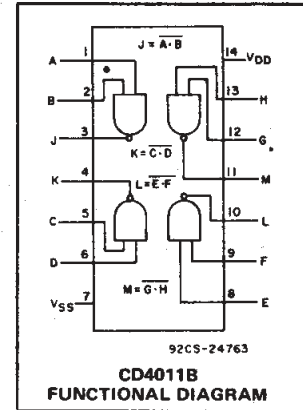 J = A·B
A 1
14 VDD
B 2
13 H
J 3
12 G
K = C·D
K 4
11 M
L = E·F
C 5
10 L
D 6
9 F
M = G·H
VSS 7
8 E
92CS-24763
CD4011B
FUNCTIONAL DIAGRAM